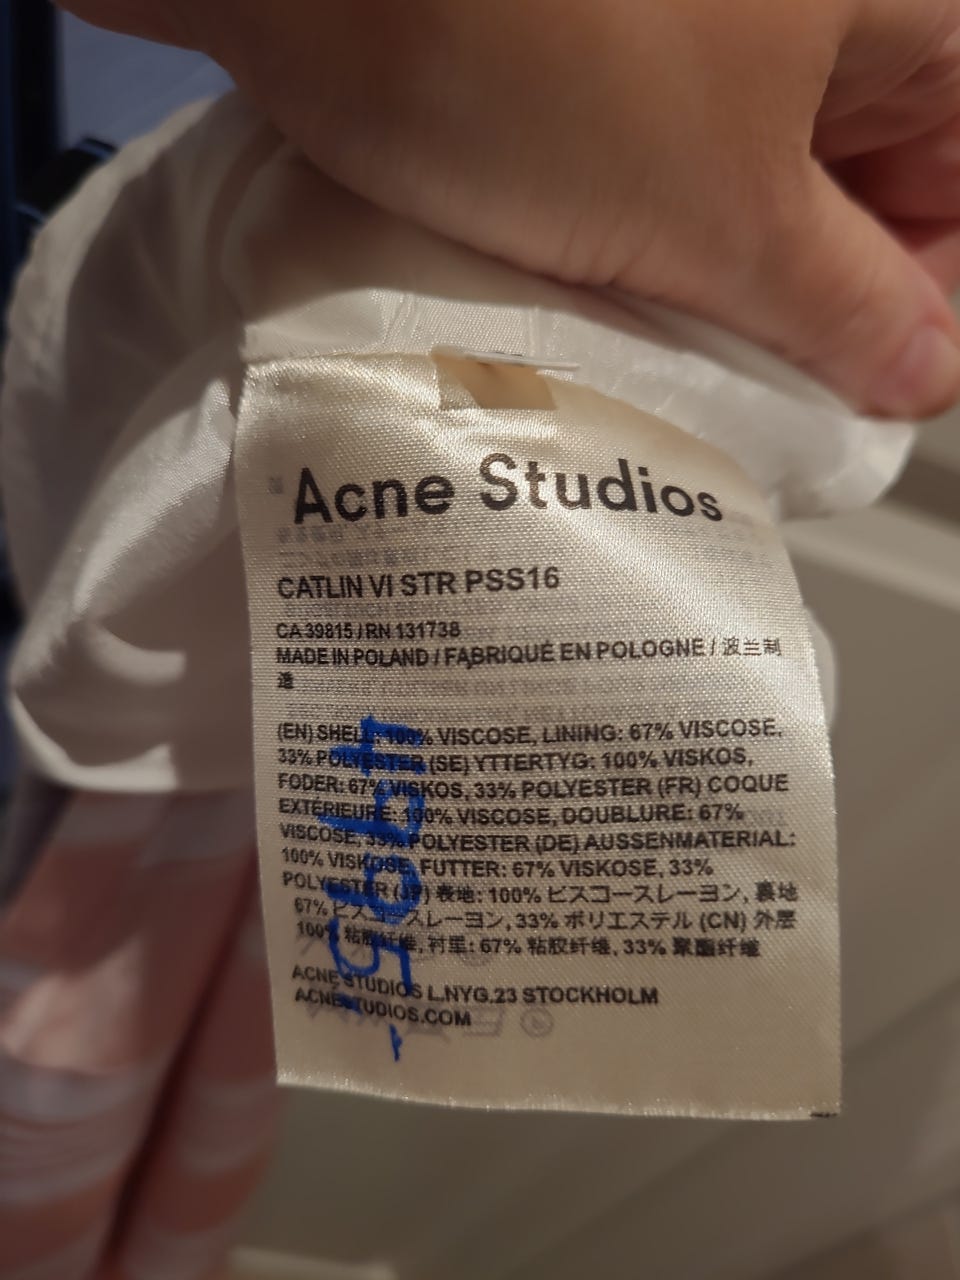 Acne Studios
CATLIN VI STR PSS16
CA 39815 / RN 131738
MADE IN POLAND / FABRIQUÉ EN POLOGNE / 波兰制
造
(EN) SHELL: 100% VISCOSE, LINING: 67% VISCOSE,
33% POLYESTER (SE) YTTERTYG: 100% VISKOS,
FODER: 67% VISKOS, 33% POLYESTER (FR) COQUE
EXTÉRIEURE: 100% VISCOSE, DOUBLURE: 67%
VISCOSE, 33% POLYESTER (DE) AUSSENMATERIAL:
100% VISKOSE, FUTTER: 67% VISKOSE, 33%
POLYESTER (JP) 表地: 100% ビスコースレーヨン, 裏地
67% ビスコースレーヨン, 33% ポリエステル (CN) 外层
100% 粘胶纤维, 衬里: 67% 粘胶纤维, 33% 聚酯纤维
ACNE STUDIOS L.NYG.23 STOCKHOLM
ACNESTUDIOS.COM